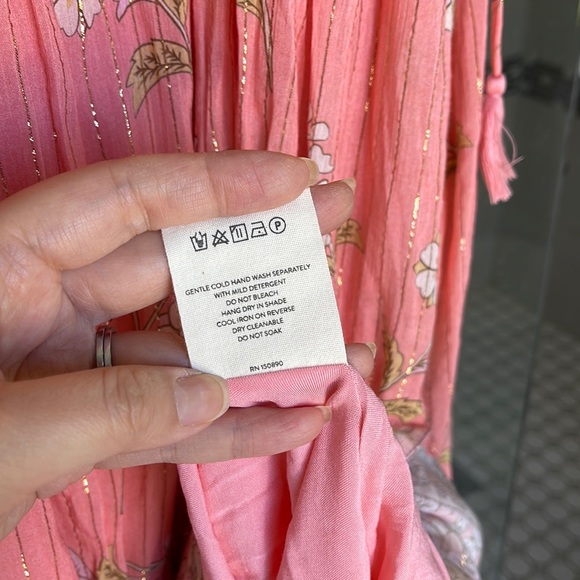 P
GENTLE COLD HAND WASH SEPARATELY
WITH MILD DETERGENT
DO NOT BLEACH
HANG DRY IN SHADE
COOL IRON ON REVERSE
DRY CLEANABLE
DO NOT SOAK
RN 150890